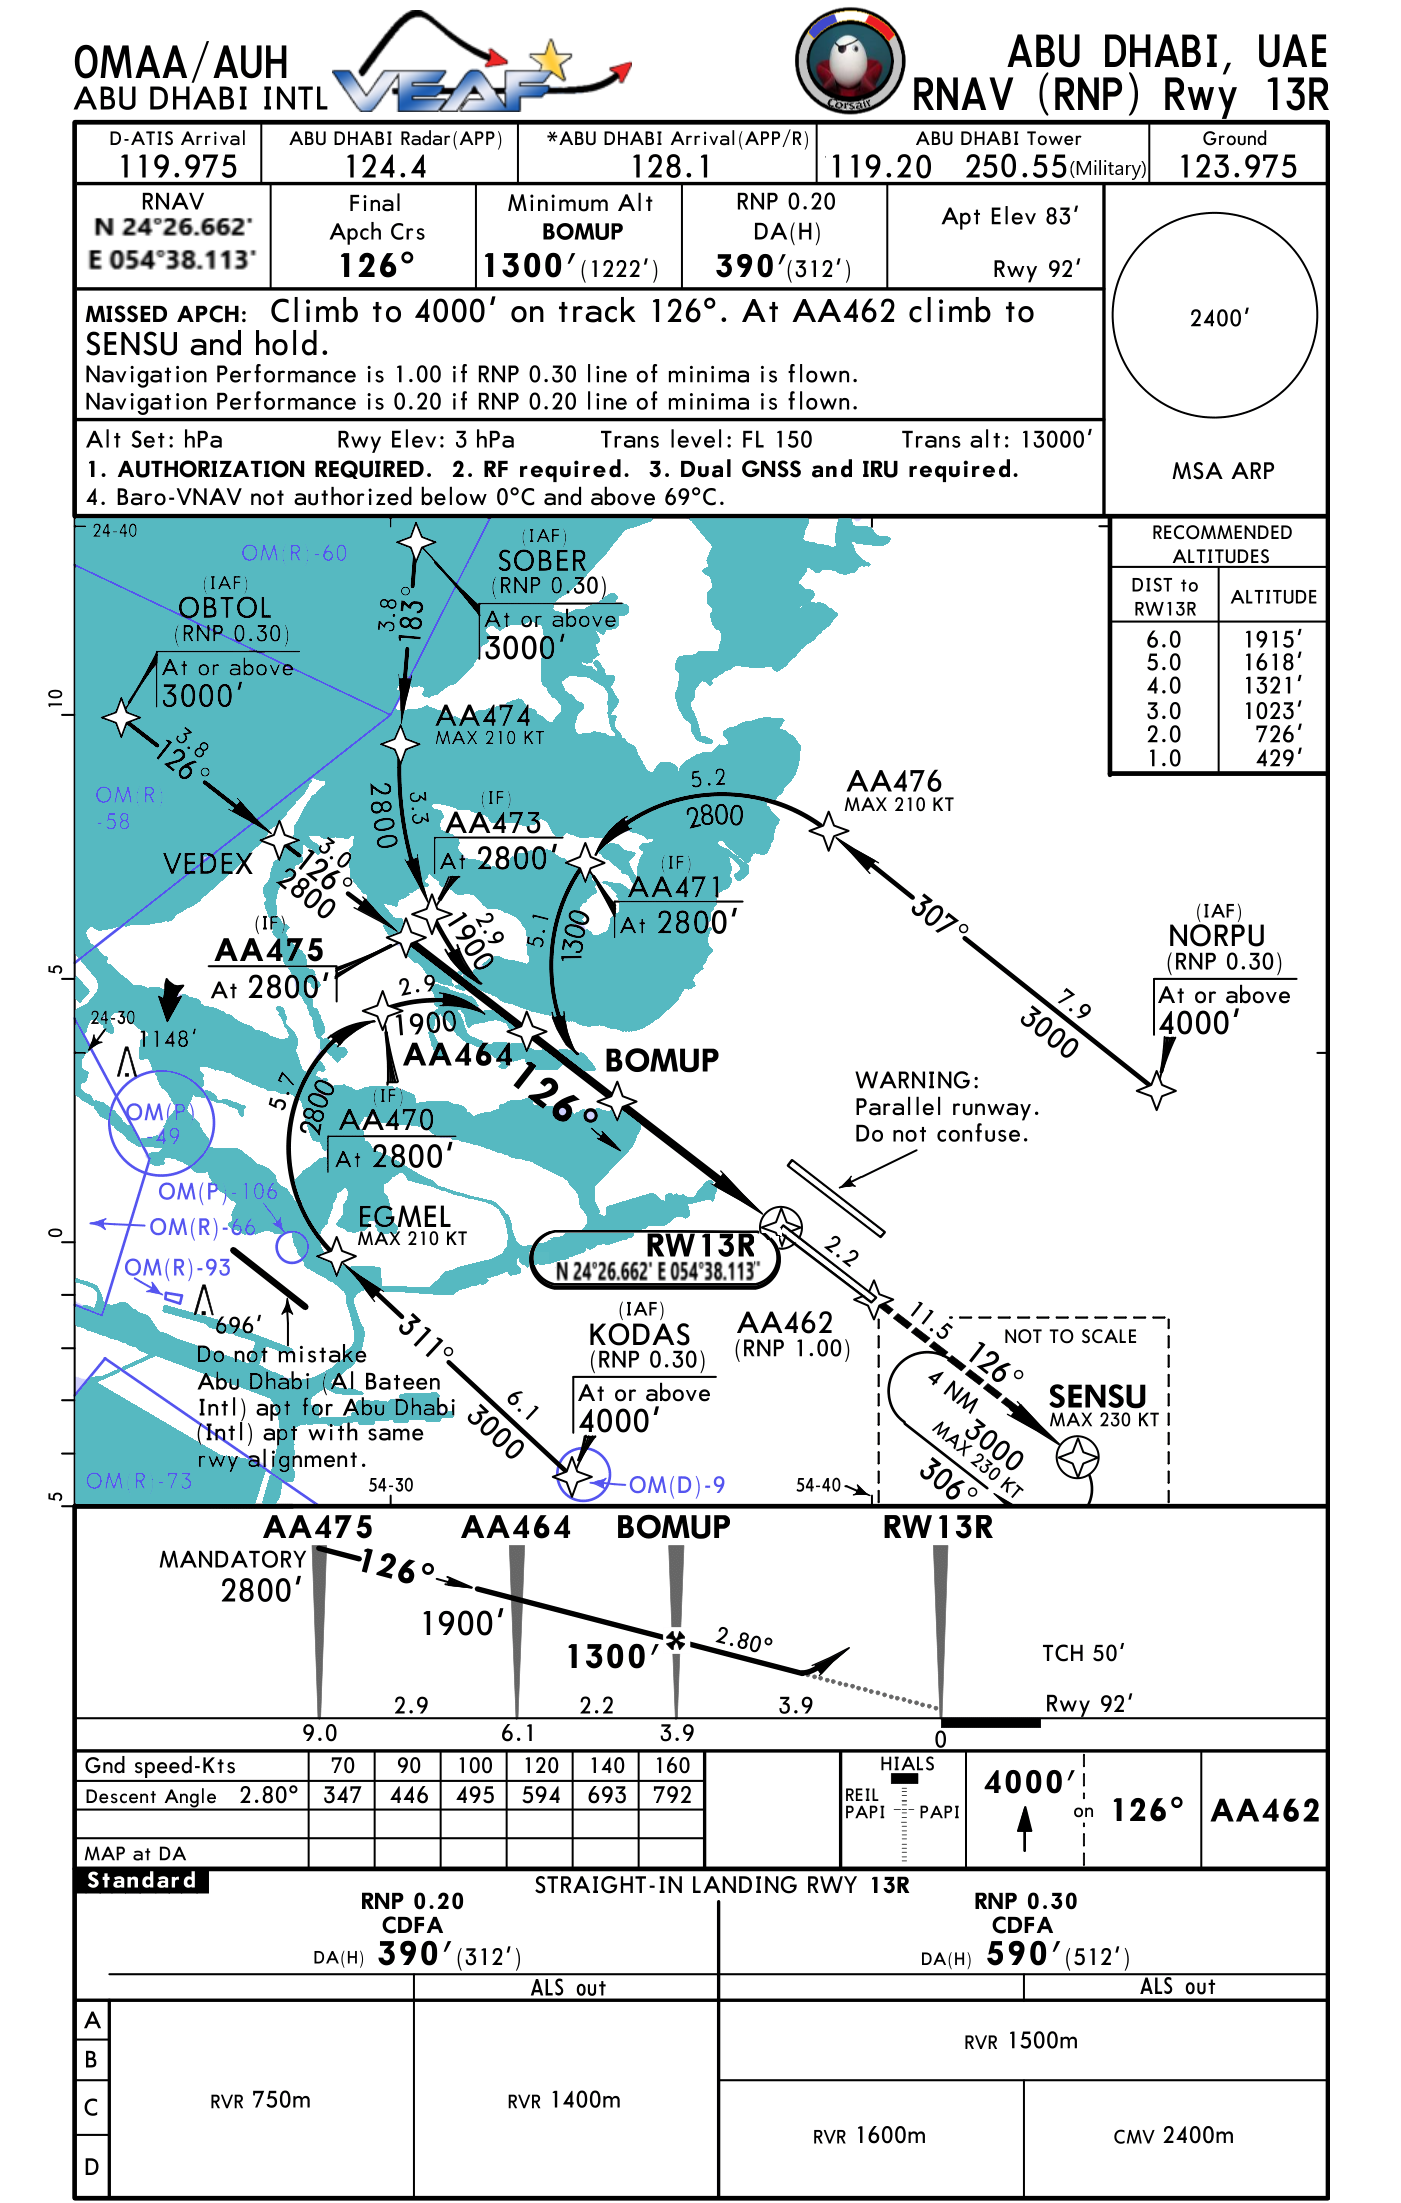 OMAA/AUH
ABU DHABI INTL
VEAF
Corsair
ABU DHABI, UAE
RNAV (RNP) Rwy 13R
D-ATIS Arrival
119.975
ABU DHABI Radar(APP)
124.4
*ABU DHABI Arrival(APP/R)
128.1
ABU DHABI Tower
119.20 250.55(Military)
Ground
123.975
RNAV
N 24°26.662'
E 054°38.113'
Final
Apch Crs
126°
Minimum Alt
BOMUP
1300'(1222')
RNP 0.20
DA(H)
390'(312')
Apt Elev 83'
Rwy 92'
2400'
MSA ARP
MISSED APCH: Climb to 4000' on track 126°. At AA462 climb to
SENSU and hold.
Navigation Performance is 1.00 if RNP 0.30 line of minima is flown.
Navigation Performance is 0.20 if RNP 0.20 line of minima is flown.
Alt Set: hPa Rwy Elev: 3 hPa Trans level: FL 150 Trans alt: 13000'
1. AUTHORIZATION REQUIRED. 2. RF required. 3. Dual GNSS and IRU required.
4. Baro-VNAV not authorized below 0°C and above 69°C.
RECOMMENDED
ALTITUDES
DIST to
RW13R
ALTITUDE
6.0 1915'
5.0 1618'
4.0 1321'
3.0 1023'
2.0 726'
1.0 429'
24-40
OM(R)-60
(IAF)
SOBER
(RNP 0.30)
At or above
3000'
3.8
183°
(IAF)
OBTOL
(RNP 0.30)
At or above
3000'
10
3.8
126°
AA474
MAX 210 KT
OM(R)
-58
2800
3.3
(IF)
AA473
At 2800'
5.2
2800
AA476
MAX 210 KT
VEDEX
3.0
126°
2800
(IF)
AA471
At 2800'
307°
(IAF)
NORPU
(RNP 0.30)
At or above
4000'
7.9
3000
2.9
1900
5.1
1300
(IF)
AA475
At 2800'
5
2.9
1900
24-30
1148'
AA464
BOMUP
126°
WARNING:
Parallel runway.
Do not confuse.
5.7
2800
(IF)
AA470
At 2800'
OM(P)
-49
OM(P)-106
OM(R)-66
OM(R)-93
EGMEL
MAX 210 KT
0
RW13R
N 24°26.662' E 054°38.113'
2.2
696'
Do not mistake
Abu Dhabi (Al Bateen
Intl) apt for Abu Dhabi
(Intl) apt with same
rwy alignment.
311°
6.1
3000
(IAF)
KODAS
(RNP 0.30)
At or above
4000'
AA462
(RNP 1.00)
11.5
126°
NOT TO SCALE
SENSU
MAX 230 KT
4 NM
3000
MAX 230 KT
306°
OM(R)-73
54-30
OM(D)-9
54-40
5
AA475 AA464 BOMUP RW13R
MANDATORY
2800'
126°
1900'
1300'
2.80°
TCH 50'
Rwy 92'
2.9 2.2 3.9
9.0 6.1 3.9 0
Gnd speed-Kts 70 90 100 120 140 160
Descent Angle 2.80° 347 446 495 594 693 792
MAP at DA
HIALS
REIL
PAPI PAPI
4000'
on
126°
AA462
Standard
STRAIGHT-IN LANDING RWY 13R
RNP 0.20
CDFA
DA(H) 390'(312')
RNP 0.30
CDFA
DA(H) 590'(512')
ALS out ALS out
A
B
C
D
RVR 750m
RVR 1400m
RVR 1500m
RVR 1600m
CMV 2400m